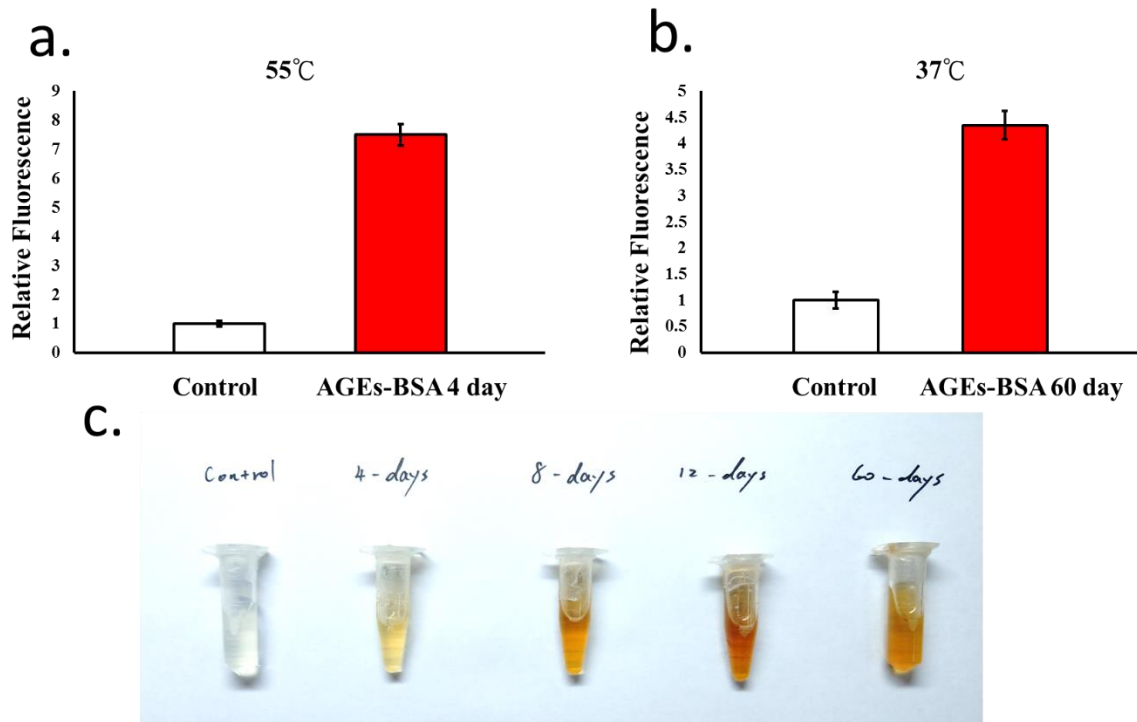 a.
55℃
Relative Fluorescence
9
8
7
6
5
4
3
2
1
0
Control
AGEs-BSA 4 day
b.
37℃
Relative Fluorescence
5
4.5
4
3.5
3
2.5
2
1.5
1
0.5
0
Control
AGEs-BSA 60 day
c.
Control
4-days
8-days
12-days
60-days